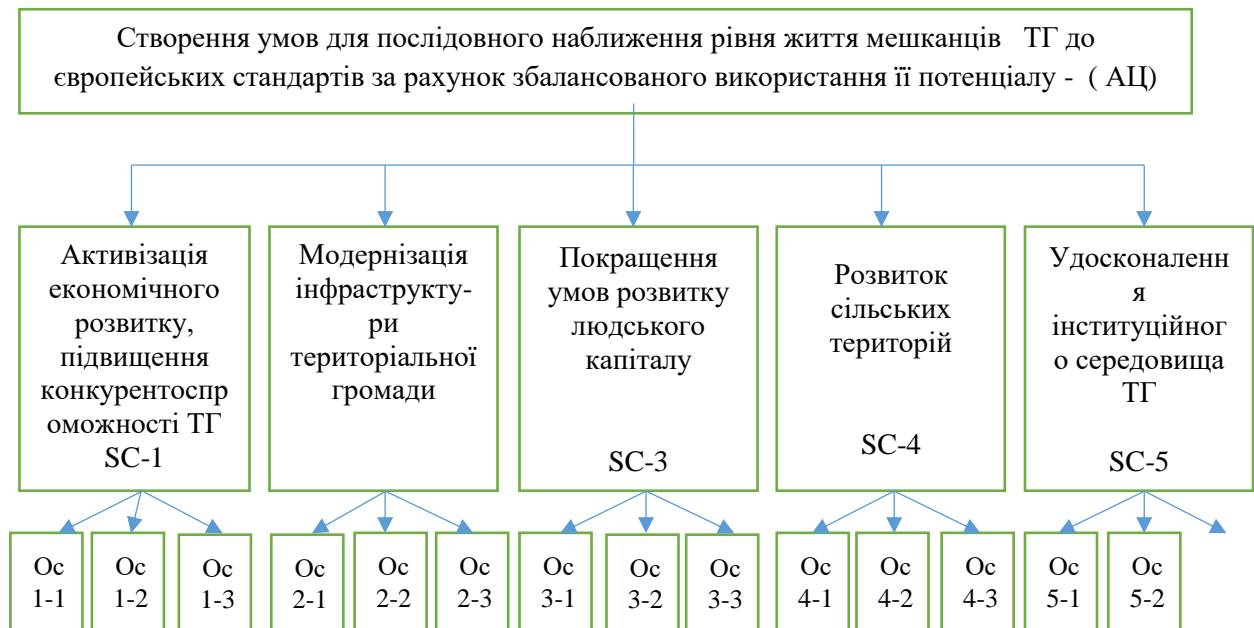 Створення умов для послідовного наближення рівня життя мешканців ТГ до
європейських стандартів за рахунок збалансованого використання її потенціалу - ( АЦ)
Активізація
економічного
розвитку,
підвищення
конкурентоспр
оможності ТГ
SC-1
Модернізація
інфраструкту-
ри
територіальної
громади
Покращення
умов розвитку
людського
капіталу
SC-3
Розвиток
сільських
територій
SC-4
Удосконаленн
я
інституційног
о середовища
ТГ
SC-5
Ос
1-1
Ос
1-2
Ос
1-3
Ос
2-1
Ос
2-2
Ос
2-3
Ос
3-1
Ос
3-2
Ос
3-3
Ос
4-1
Ос
4-2
Ос
4-3
Ос
5-1
Ос
5-2